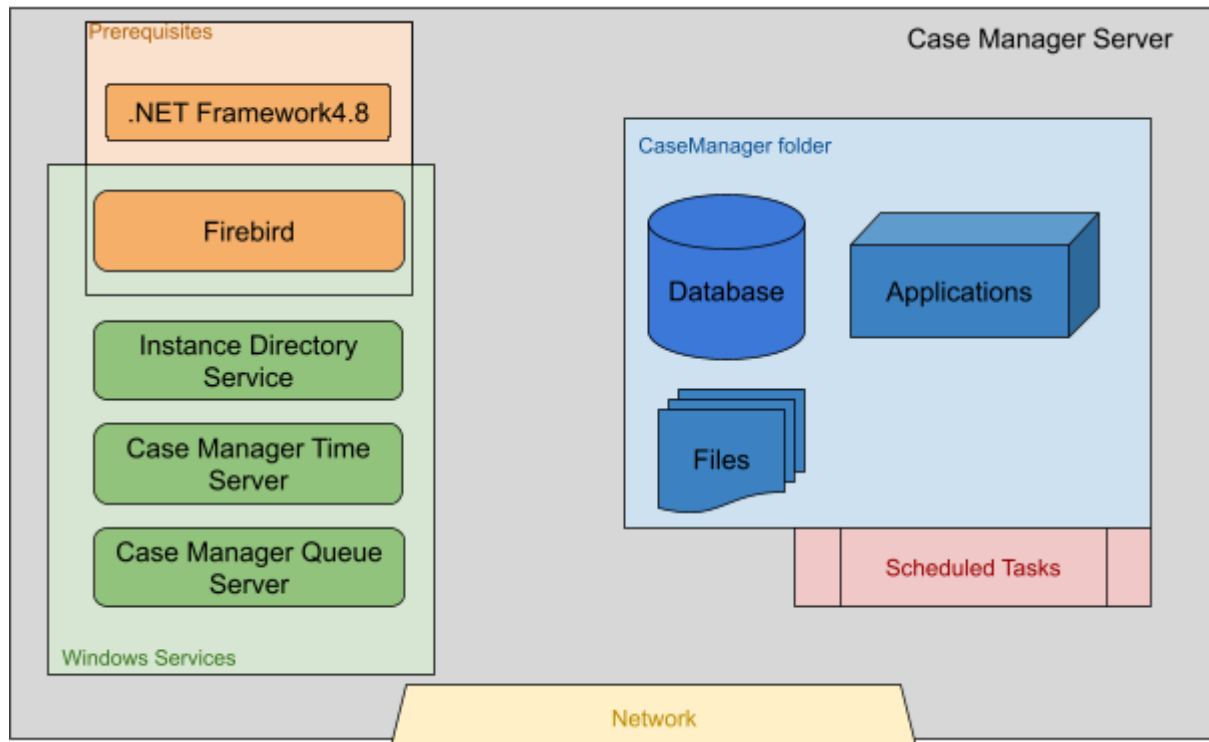 Prerequisites
Case Manager Server
.NET Framework4.8
CaseManager folder
Firebird
Database
Applications
Instance Directory
Service
Case Manager Time
Server
Files
Case Manager Queue
Server
Scheduled Tasks
Windows Services
Network